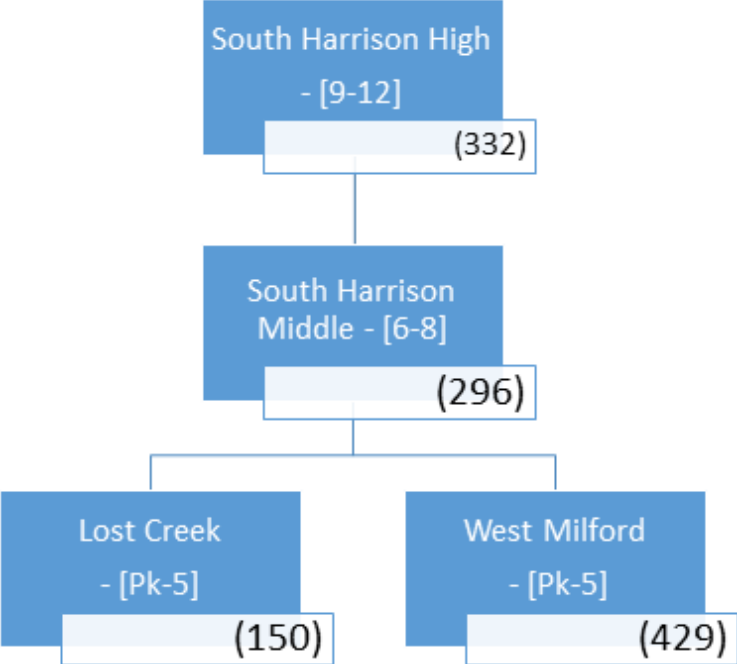 South Harrison High
- [9-12]
(332)
South Harrison
Middle - [6-8]
(296)
Lost Creek
- [Pk-5]
(150)
West Milford
- [Pk-5]
(429)